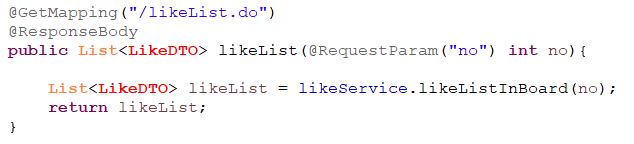 @GetMapping("/likeList.do")
@ResponseBody
public List<LikeDTO> likeList(@RequestParam("no") int no){
List<LikeDTO> likeList = likeService.likeListInBoard(no);
return likeList;
}